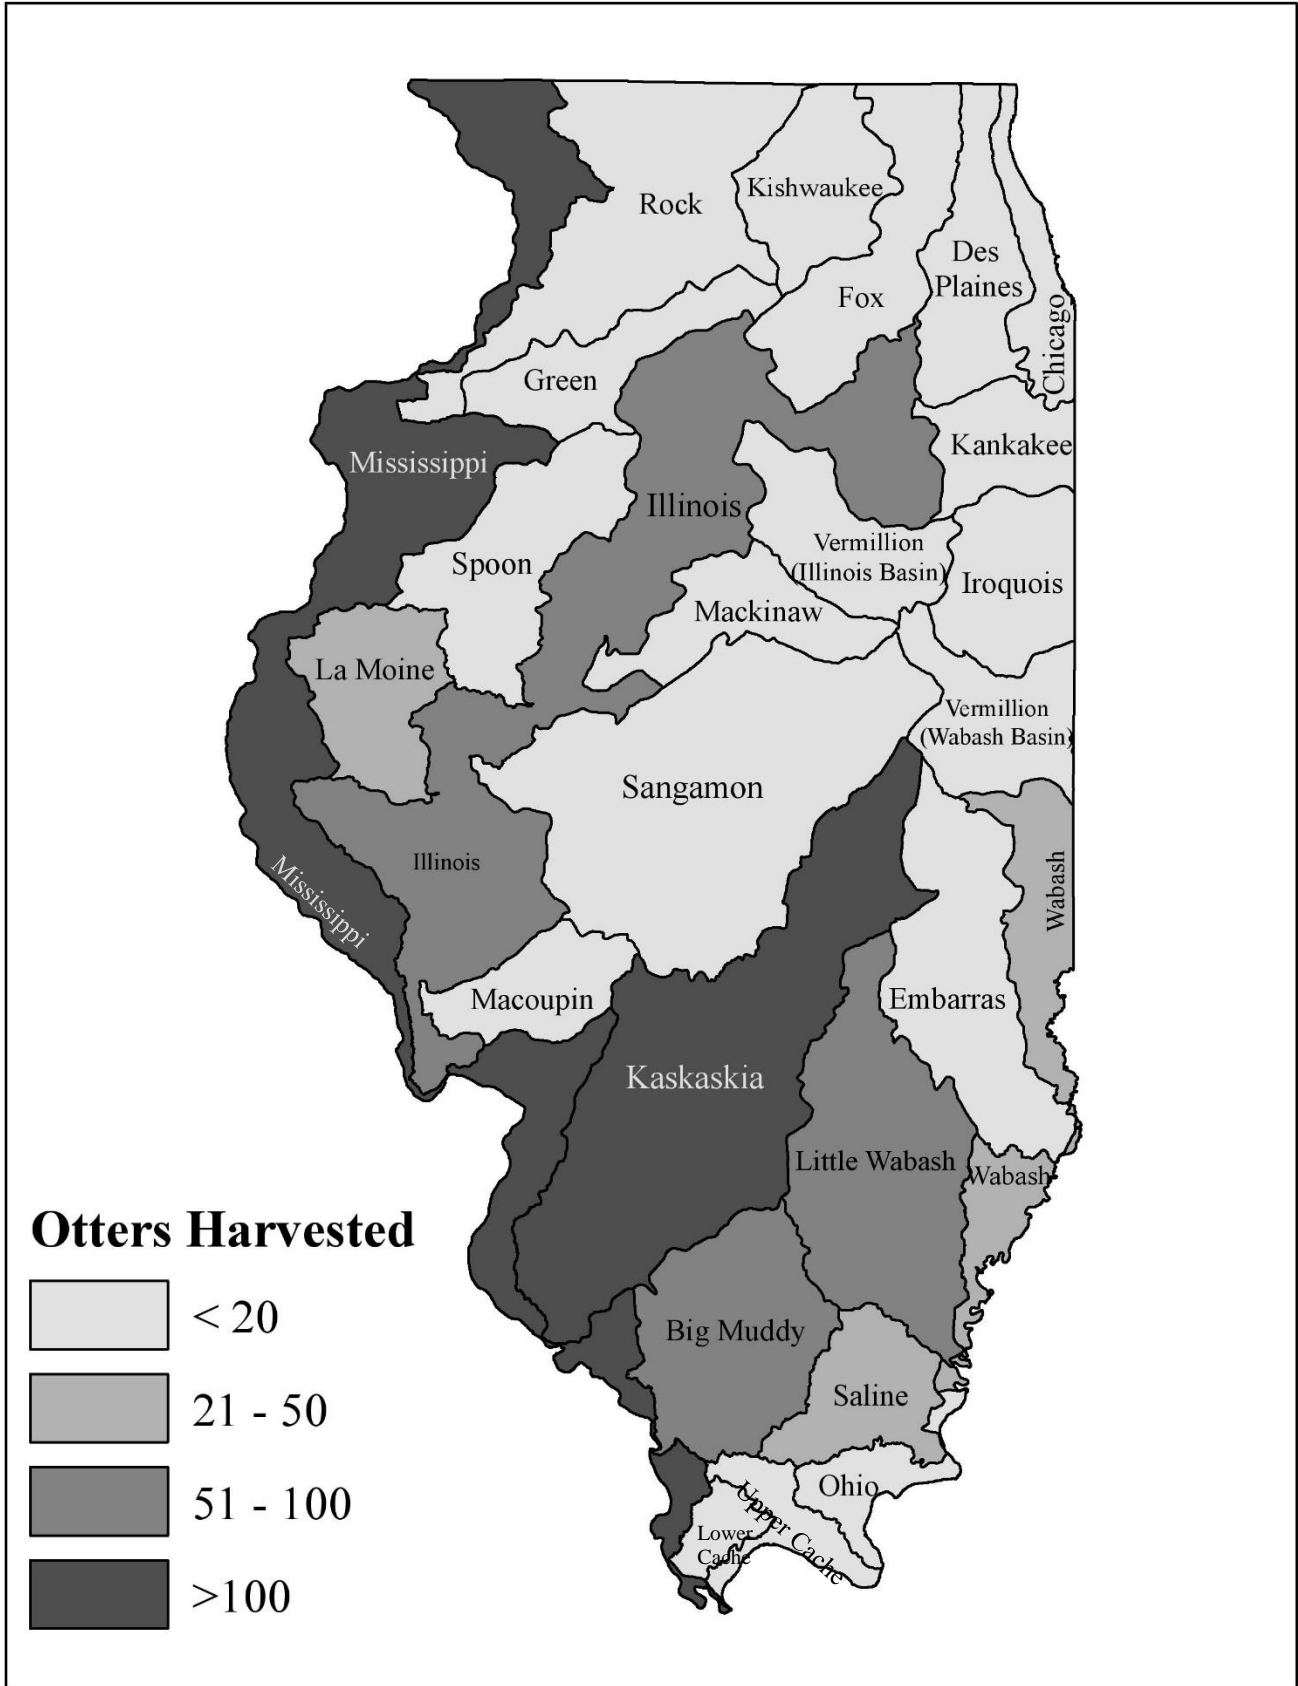 Rock
Kishwaukee
Des
Plaines
Fox
Chicago
Green
Kankakee
Mississippi
Illinois
Vermillion
(Illinois Basin)
Spoon
Iroquois
Mackinaw
La Moine
Vermillion
(Wabash Basin)
Sangamon
Illinois
Wabash
Mississippi
Macoupin
Embarras
Kaskaskia
Little Wabash
Wabash
Otters Harvested
< 20
21 - 50
51 - 100
>100
Big Muddy
Saline
Ohio
Upper Cache
Lower
Cache